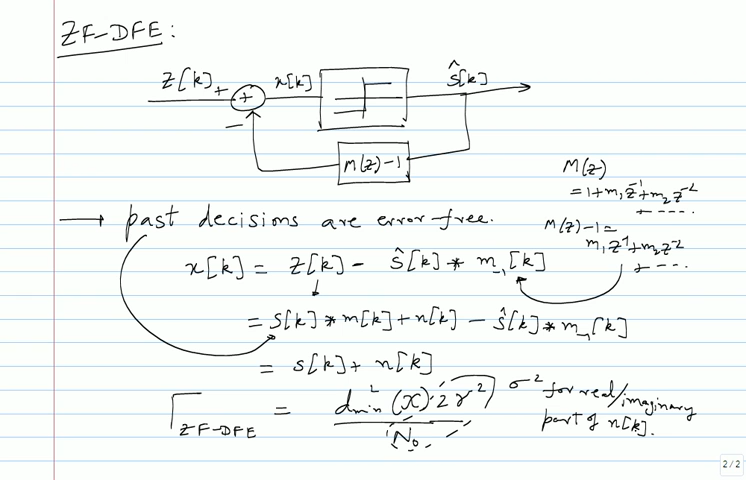 ZF-DFE:
z[k] + + x[k] ŝ[k]
−
M(z)-1
M(z)
= 1+m₁z⁻¹+m₂z⁻²
+ ----
→ past decisions are error-free.
M(z)-1 =
m₁z⁻¹+m₂z⁻²
+ ---
x[k] = z[k] − ŝ[k] * m₋₁[k]
= s[k] * m[k] + n[k] − ŝ[k] * m₋₁[k]
= s[k] + n[k]
Γ_ZF-DFE = d²min (X) · 2γ² / N₀
σ² for real/imaginary
part of n[k].
2 / 2